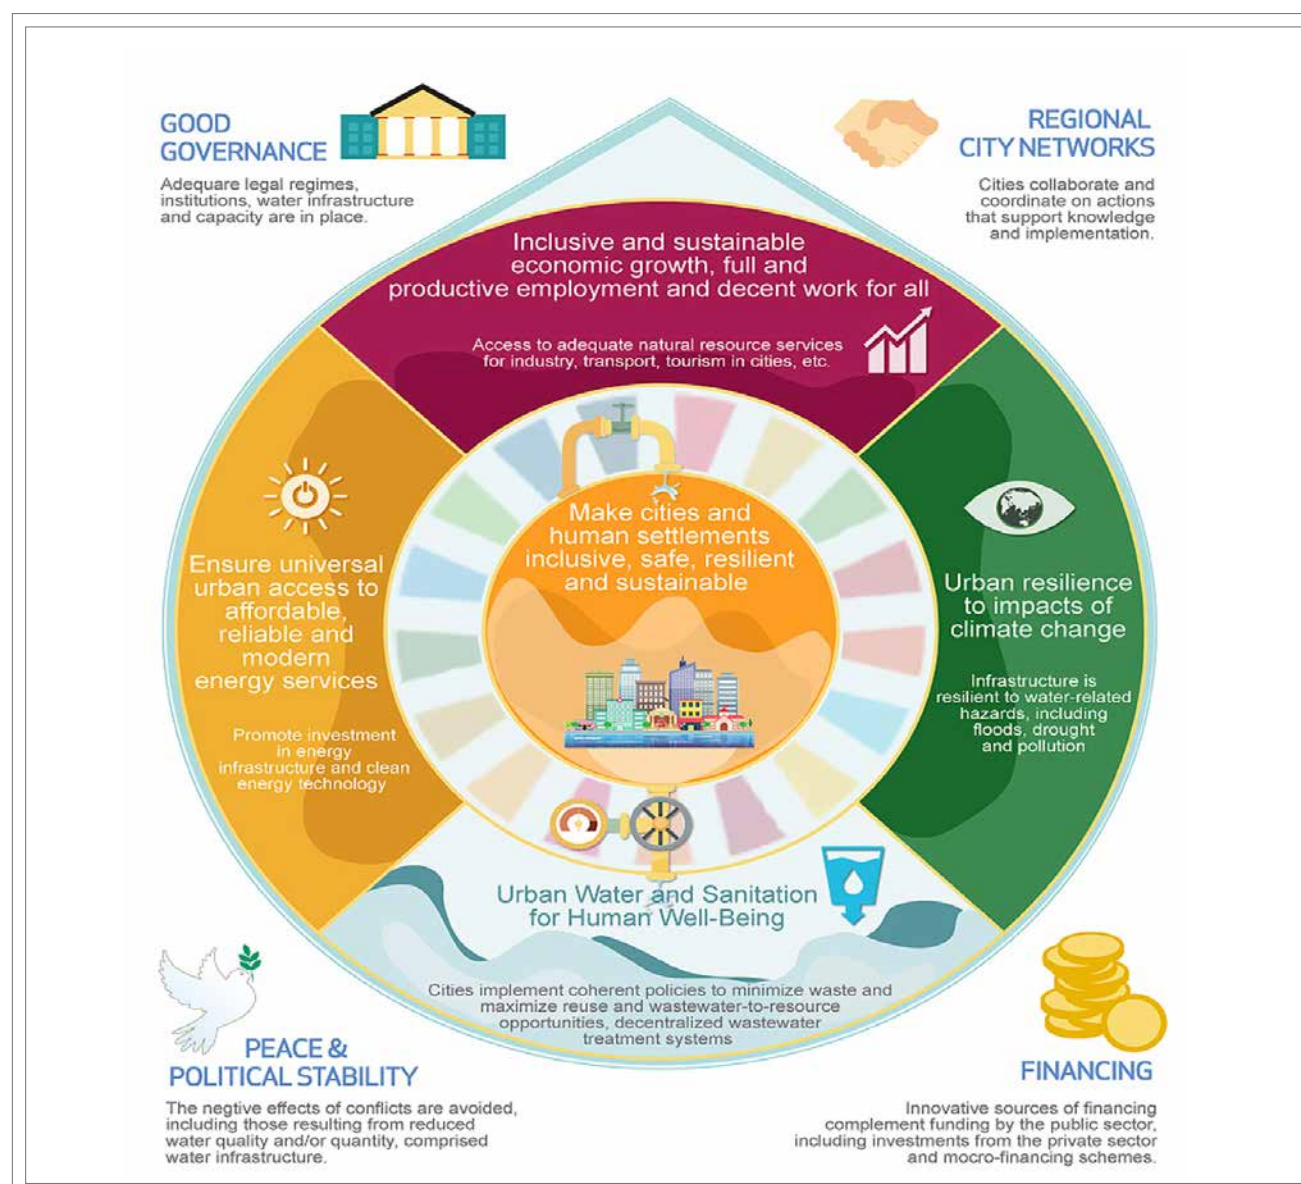 GOOD
GOVERNANCE
Adequare legal regimes,
institutions, water infrastructure
and capacity are in place.
REGIONAL
CITY NETWORKS
Cities collaborate and
coordinate on actions
that support knowledge
and implementation.
Inclusive and sustainable
economic growth, full and
productive employment and decent work for all
Access to adequate natural resource services
for industry, transport, tourism in cities, etc.
Ensure universal
urban access to
affordable,
reliable and
modern
energy services
Promote investment
in energy
infrastructure and clean
energy technology
Make cities and
human settlements
inclusive, safe, resilient
and sustainable
Urban resilience
to impacts of
climate change
Infrastructure is
resilient to water-related
hazards, including
floods, drought
and pollution
Urban Water and Sanitation
for Human Well-Being
Cities implement coherent policies to minimize waste and
maximize reuse and wastewater-to-resource
opportunities, decentralized wastewater
treatment systems
PEACE &
POLITICAL STABILITY
The negtive effects of conflicts are avoided,
including those resulting from reduced
water quality and/or quantity, comprised
water infrastructure.
FINANCING
Innovative sources of financing
complement funding by the public sector,
including investments from the private sector
and mocro-financing schemes.